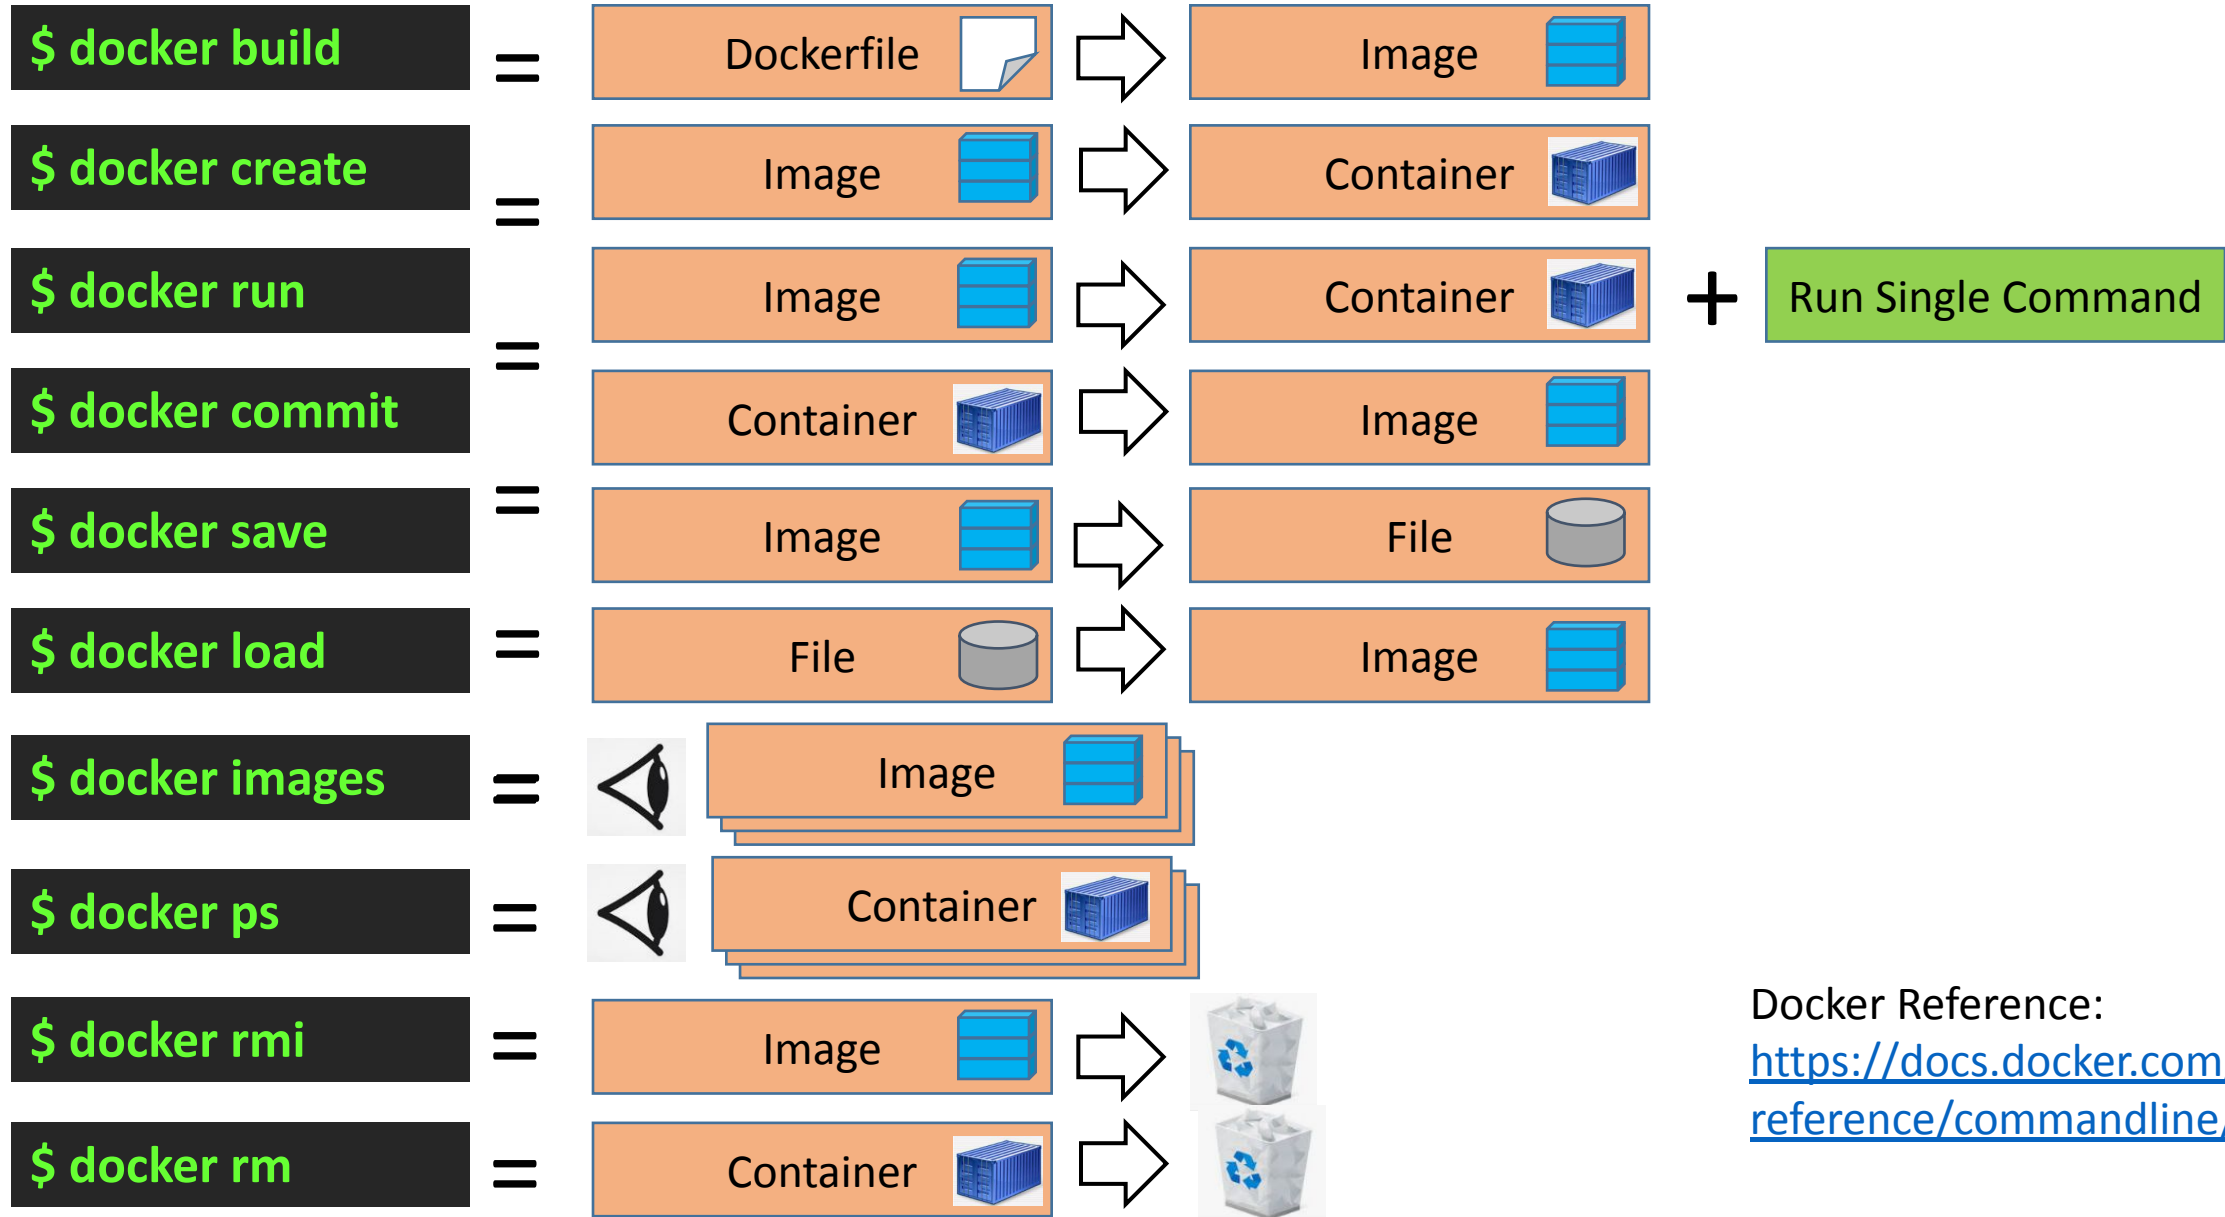 $ docker build = Dockerfile Image
$ docker create = Image Container
$ docker run = Image Container + Run Single Command
$ docker commit = Container Image
$ docker save = Image File
$ docker load = File Image
$ docker images = Image
$ docker ps = Container
$ docker rmi = Image
$ docker rm = Container
Docker Reference:
https://docs.docker.com
reference/commandline/